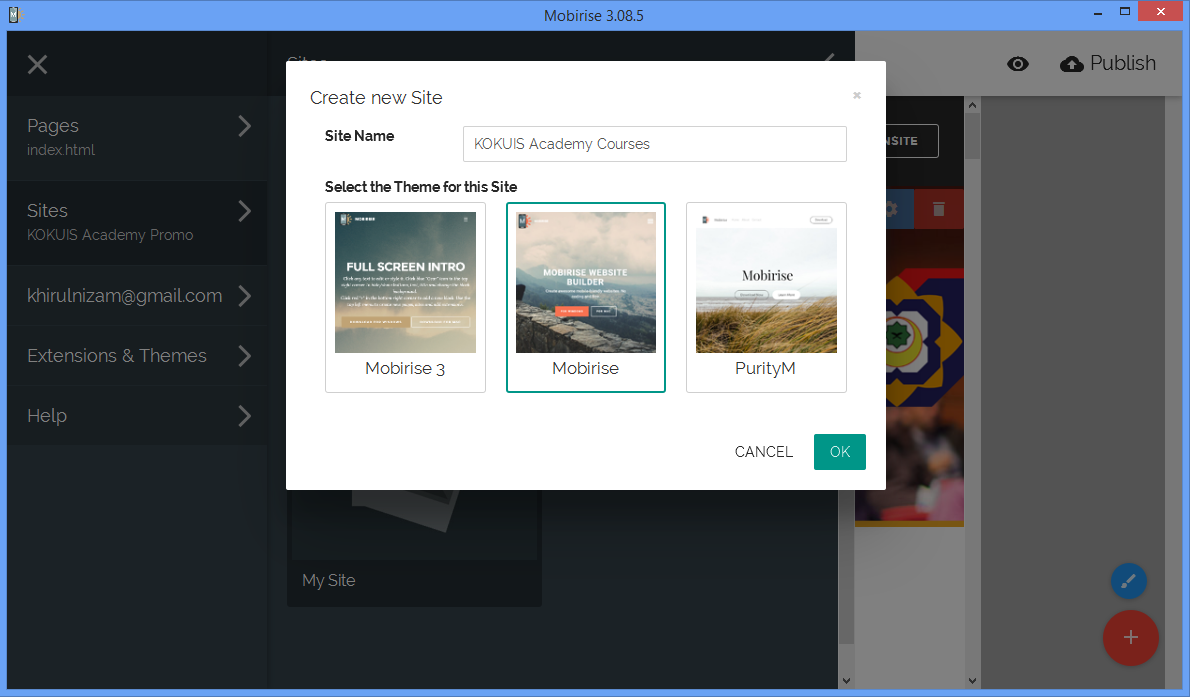 Mobirise 3.08.5
Publish
Pages
index.html
Sites
KOKUIS Academy Promo
khirulnizam@gmail.com
Extensions & Themes
Help
Sites
Create new Site
×
Site Name
KOKUIS Academy Courses
Select the Theme for this Site
FULL SCREEN INTRO
Mobirise 3
MOBIRISE WEBSITE
BUILDER
Mobirise
Mobirise
PurityM
CANCEL
OK
My Site
+